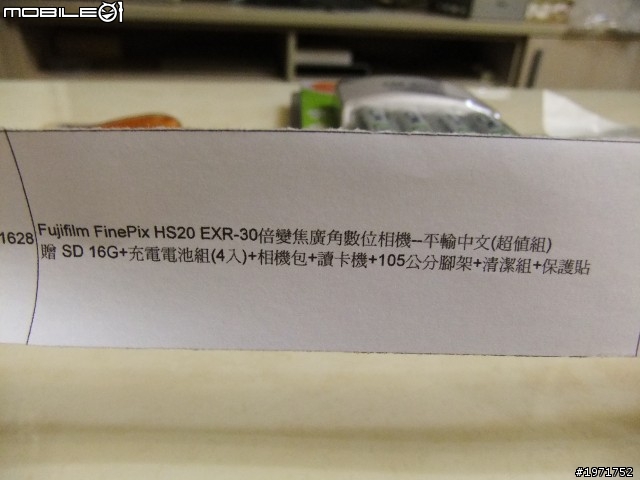 MOBILE01
1628
Fujifilm FinePix HS20 EXR-30倍變焦廣角數位相機--平輸中文(超值組)
贈 SD 16G+充電電池組(4入)+相機包+讀卡機+105公分腳架+清潔組+保護貼
#1971752